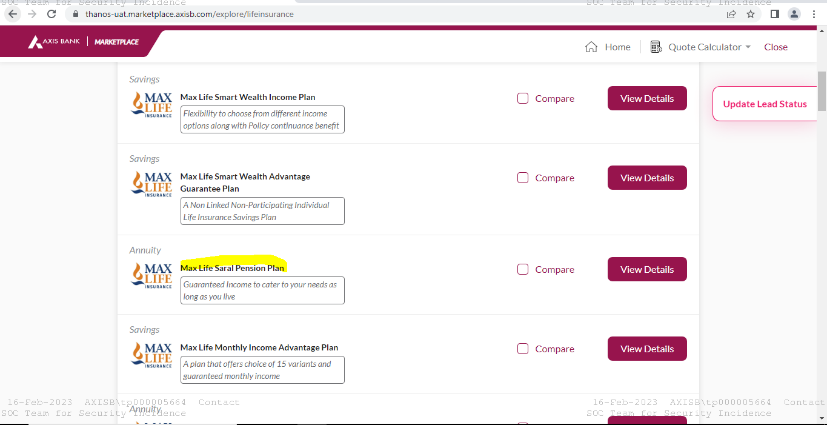 SOC Team for Security Incidence SOC Team for Security Incidence
thanos-uat.marketplace.axisb.com/explore/lifeinsurance
AXIS BANK | MARKETPLACE Home Quote Calculator Close
Savings
MAX LIFE INSURANCE
Max Life Smart Wealth Income Plan
Flexibility to choose from different income
options along with Policy continuance benefit
Compare
View Details
Update Lead Status
Savings
MAX LIFE INSURANCE
Max Life Smart Wealth Advantage
Guarantee Plan
A Non Linked Non-Participating Individual
Life Insurance Savings Plan
Compare
View Details
Annuity
MAX LIFE INSURANCE
Max Life Saral Pension Plan
Guaranteed Income to cater to your needs as
long as you live
Compare
View Details
Savings
MAX LIFE INSURANCE
Max Life Monthly Income Advantage Plan
A plan that offers choice of 15 variants and
guaranteed monthly income
Compare
View Details
16-Feb-2023 AXISB\tp000005664 Contact 16-Feb-2023 AXISB\tp000005664 Contact
Annuity
SOC Team for Security Incidence SOC Team for Security Incidence